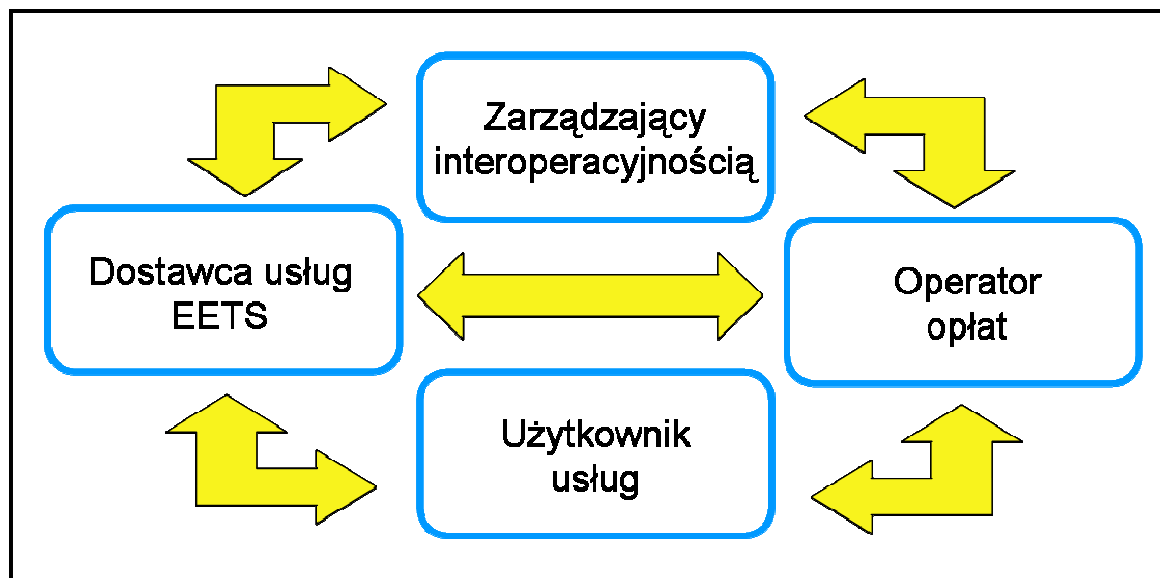 Zarządzający
interoperacyjnością
Dostawca usług
EETS
Operator
opłat
Użytkownik
usług